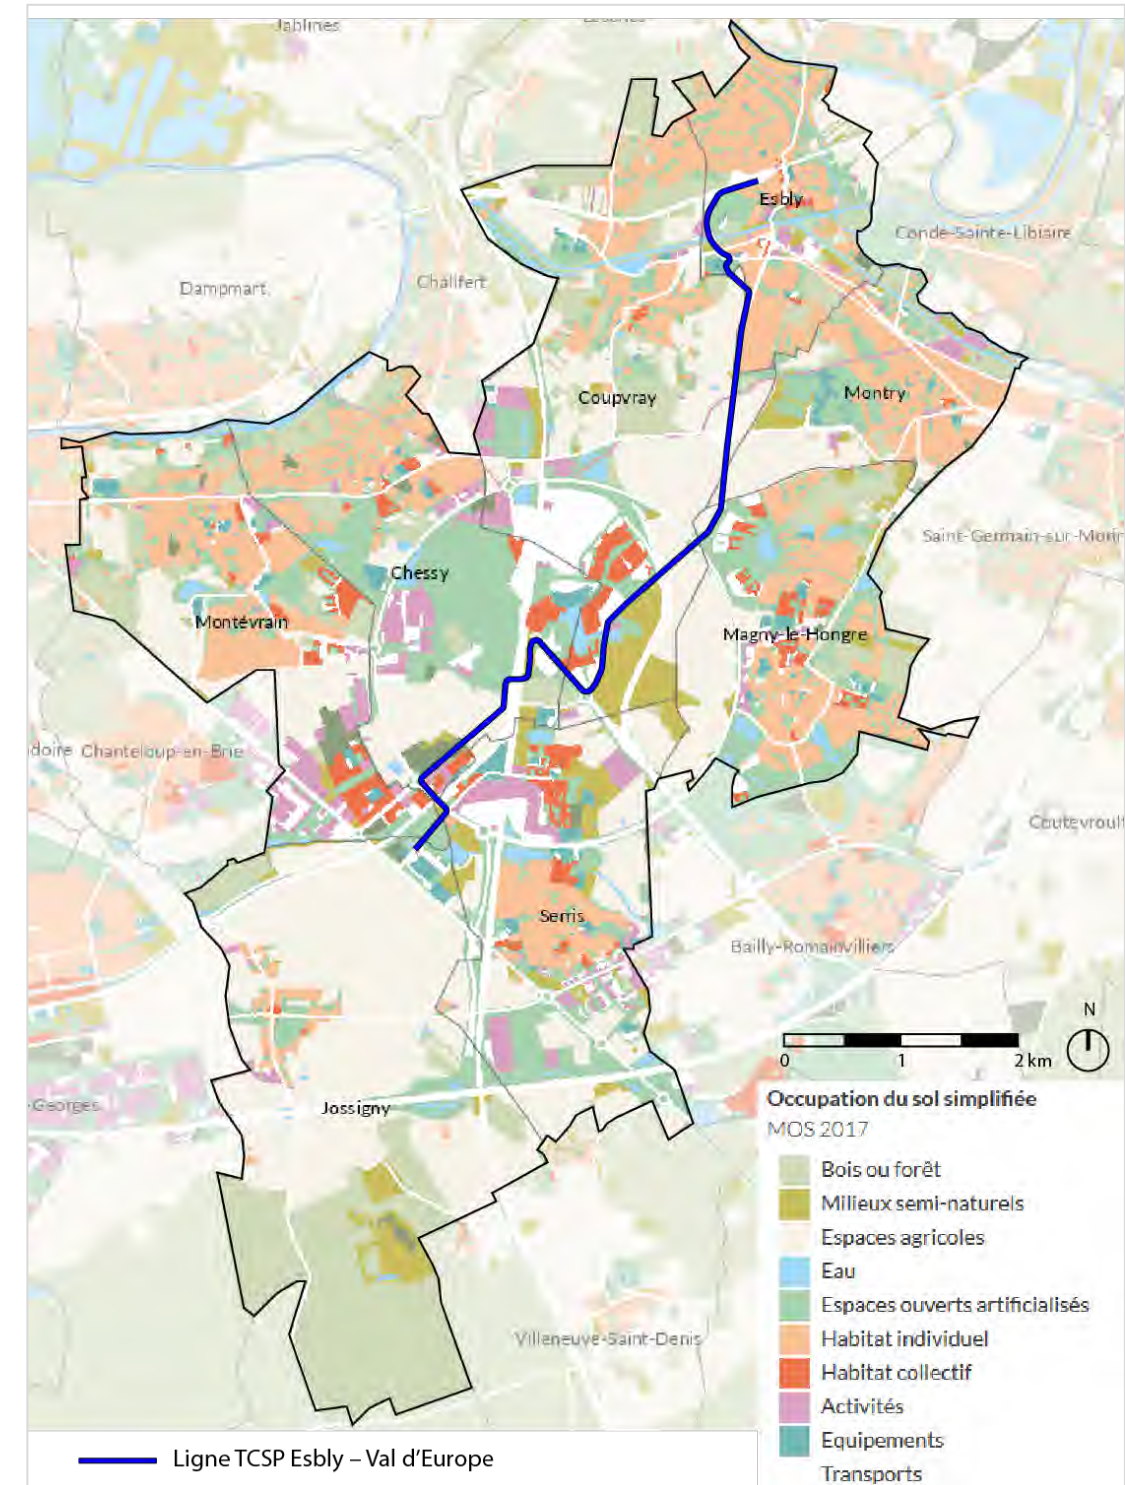 Jablines
Esbly
Conde-Sainte-Libiaire
Dampmart
Chalifert
Coupvray
Montry
Saint-Germain-sur-Morin
Chessy
Montévrain
Magny-le-Hongre
doire
Chanteloup-en-Brie
Coutevroult
Serris
Bailly-Romainvilliers
N
0 1 2 km
-Georges
Jossigny
Villeneuve-Saint-Denis
Occupation du sol simplifiée
MOS 2017
Bois ou forêt
Milieux semi-naturels
Espaces agricoles
Eau
Espaces ouverts artificialisés
Habitat individuel
Habitat collectif
Activités
Equipements
Transports
Ligne TCSP Esbly – Val d'Europe